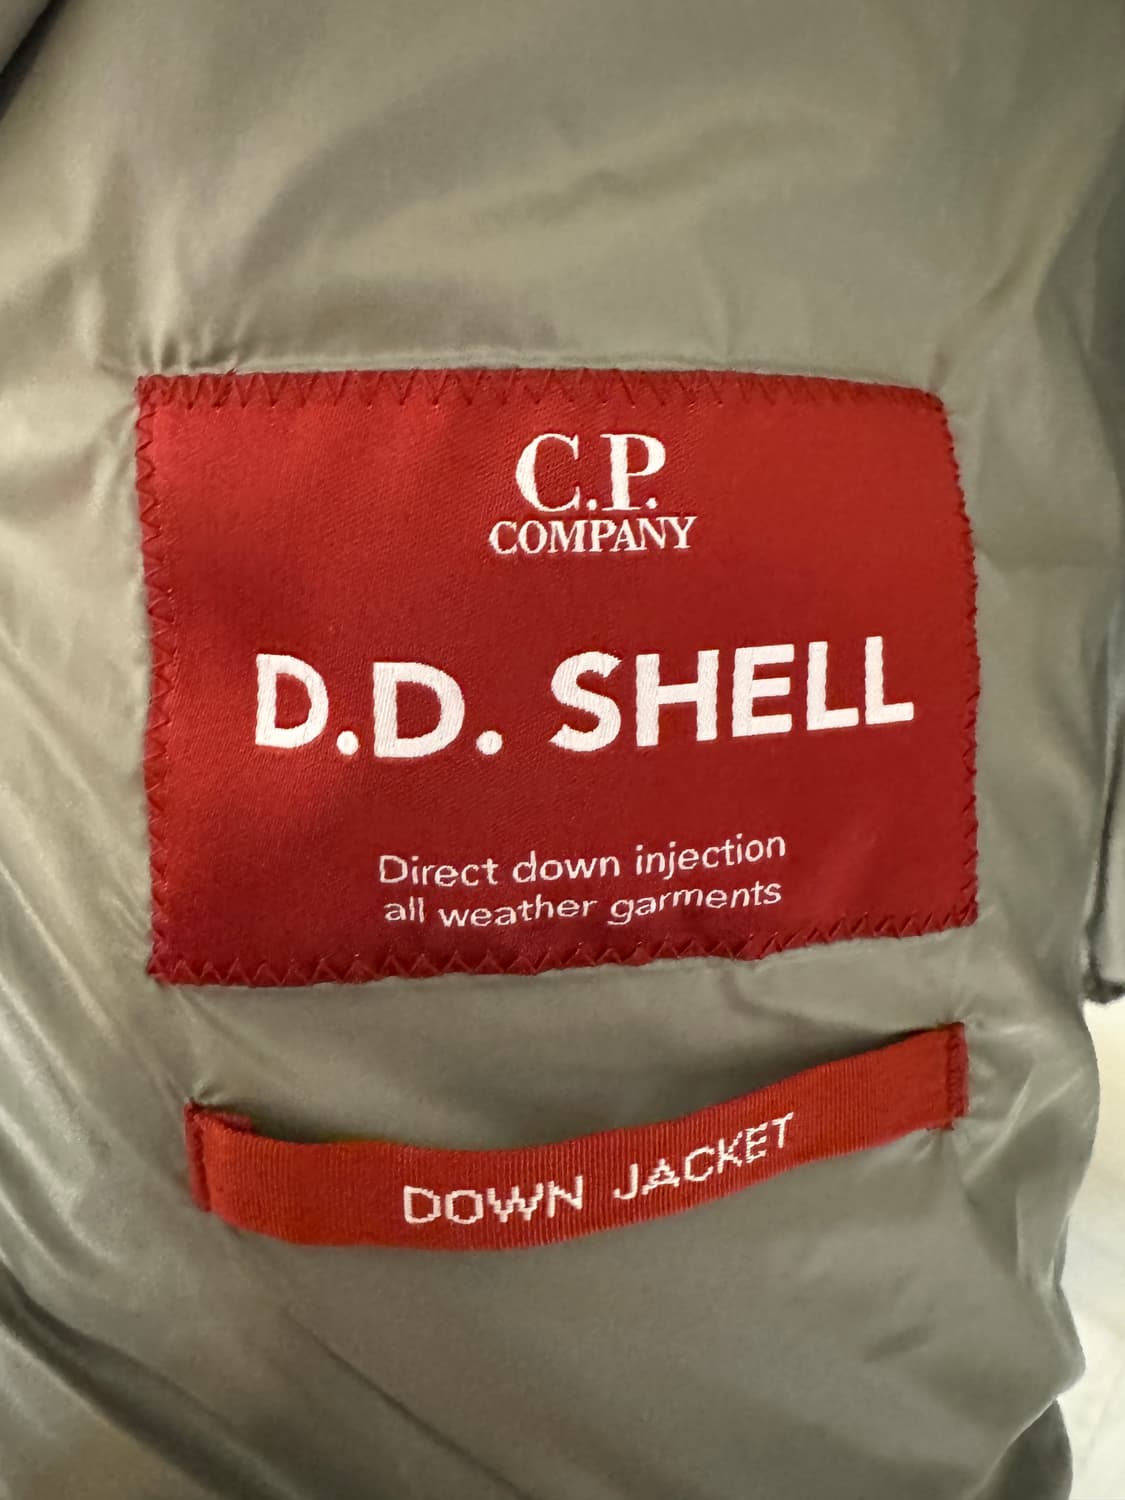 C.P.
COMPANY
D.D. SHELL
Direct down injection
all weather garments
DOWN JACKET